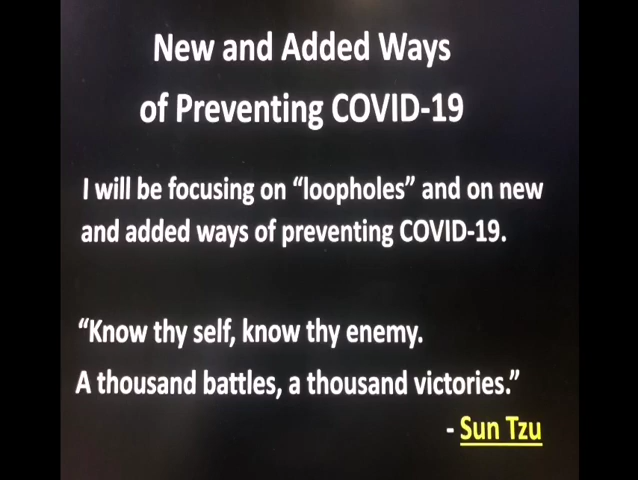 New and Added Ways
of Preventing COVID-19
I will be focusing on “loopholes” and on new
and added ways of preventing COVID-19.
“Know thy self, know thy enemy.
A thousand battles, a thousand victories.”
- Sun Tzu